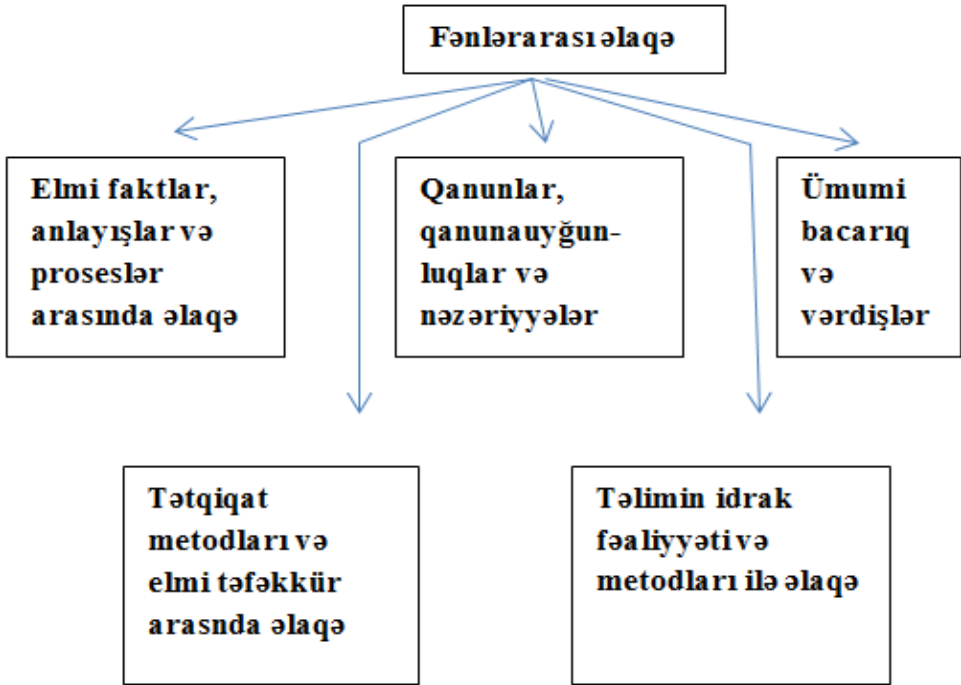 Fənlərarası əlaqə
Elmi faktlar,
anlayışlar və
proseslər
arasında əlaqə
Qanunlar,
qanunauyğun-
luqlar və
nəzəriyyələr
Ümumi
bacarıq
və
vərdişlər
Tətqiqat
metodları və
elmi təfəkkür
arasnda əlaqə
Təlimin idrak
fəaliyyəti və
metodları ilə əlaqə